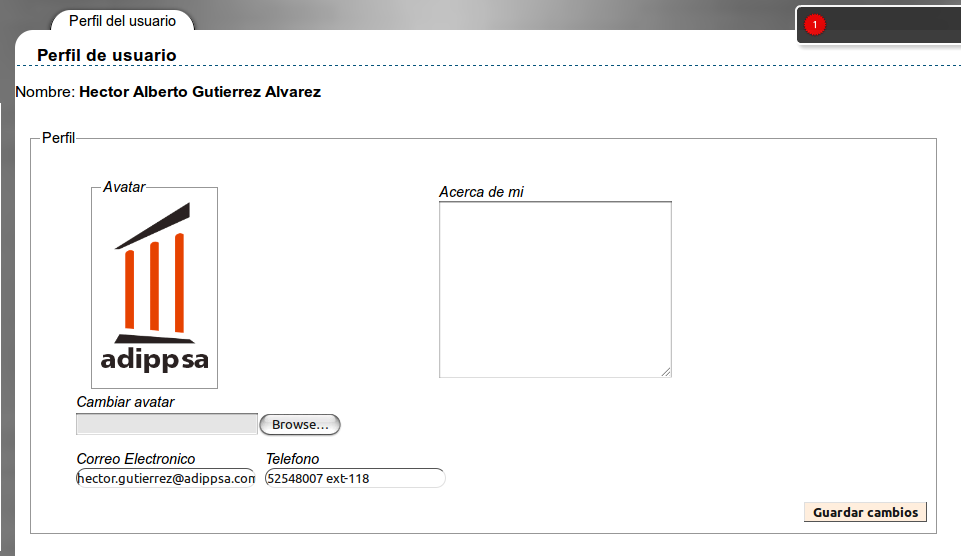 Perfil del usuario
1
Perfil de usuario
Nombre: Hector Alberto Gutierrez Alvarez
Perfil
Avatar
adippsa
Acerca de mi
Cambiar avatar
Browse...
Correo Electronico Telefono
hector.gutierrez@adippsa.com 52548007 ext-118
Guardar cambios